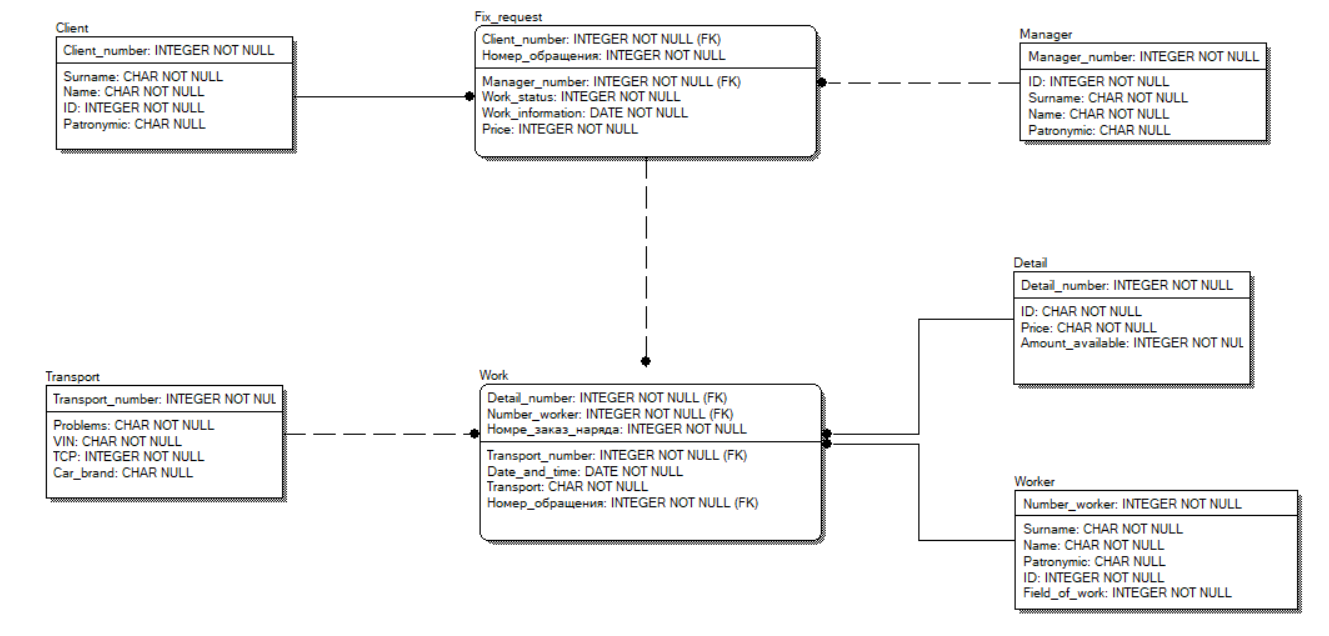 Client
Client_number: INTEGER NOT NULL
Surname: CHAR NOT NULL
Name: CHAR NOT NULL
ID: INTEGER NOT NULL
Patronymic: CHAR NULL
Fix_request
Client_number: INTEGER NOT NULL (FK)
Номер_обращения: INTEGER NOT NULL
Manager_number: INTEGER NOT NULL (FK)
Work_status: INTEGER NOT NULL
Work_information: DATE NOT NULL
Price: INTEGER NOT NULL
Manager
Manager_number: INTEGER NOT NULL
ID: INTEGER NOT NULL
Surname: CHAR NOT NULL
Name: CHAR NOT NULL
Patronymic: CHAR NULL
Detail
Detail_number: INTEGER NOT NULL
ID: CHAR NOT NULL
Price: CHAR NOT NULL
Amount_available: INTEGER NOT NUL
Transport
Transport_number: INTEGER NOT NUL
Problems: CHAR NOT NULL
VIN: CHAR NOT NULL
TCP: INTEGER NOT NULL
Car_brand: CHAR NULL
Work
Detail_number: INTEGER NOT NULL (FK)
Number_worker: INTEGER NOT NULL (FK)
Номре_заказ_наряда: INTEGER NOT NULL
Transport_number: INTEGER NOT NULL (FK)
Date_and_time: DATE NOT NULL
Transport: CHAR NOT NULL
Номер_обращения: INTEGER NOT NULL (FK)
Worker
Number_worker: INTEGER NOT NULL
Surname: CHAR NOT NULL
Name: CHAR NOT NULL
Patronymic: CHAR NULL
ID: INTEGER NOT NULL
Field_of_work: INTEGER NOT NULL